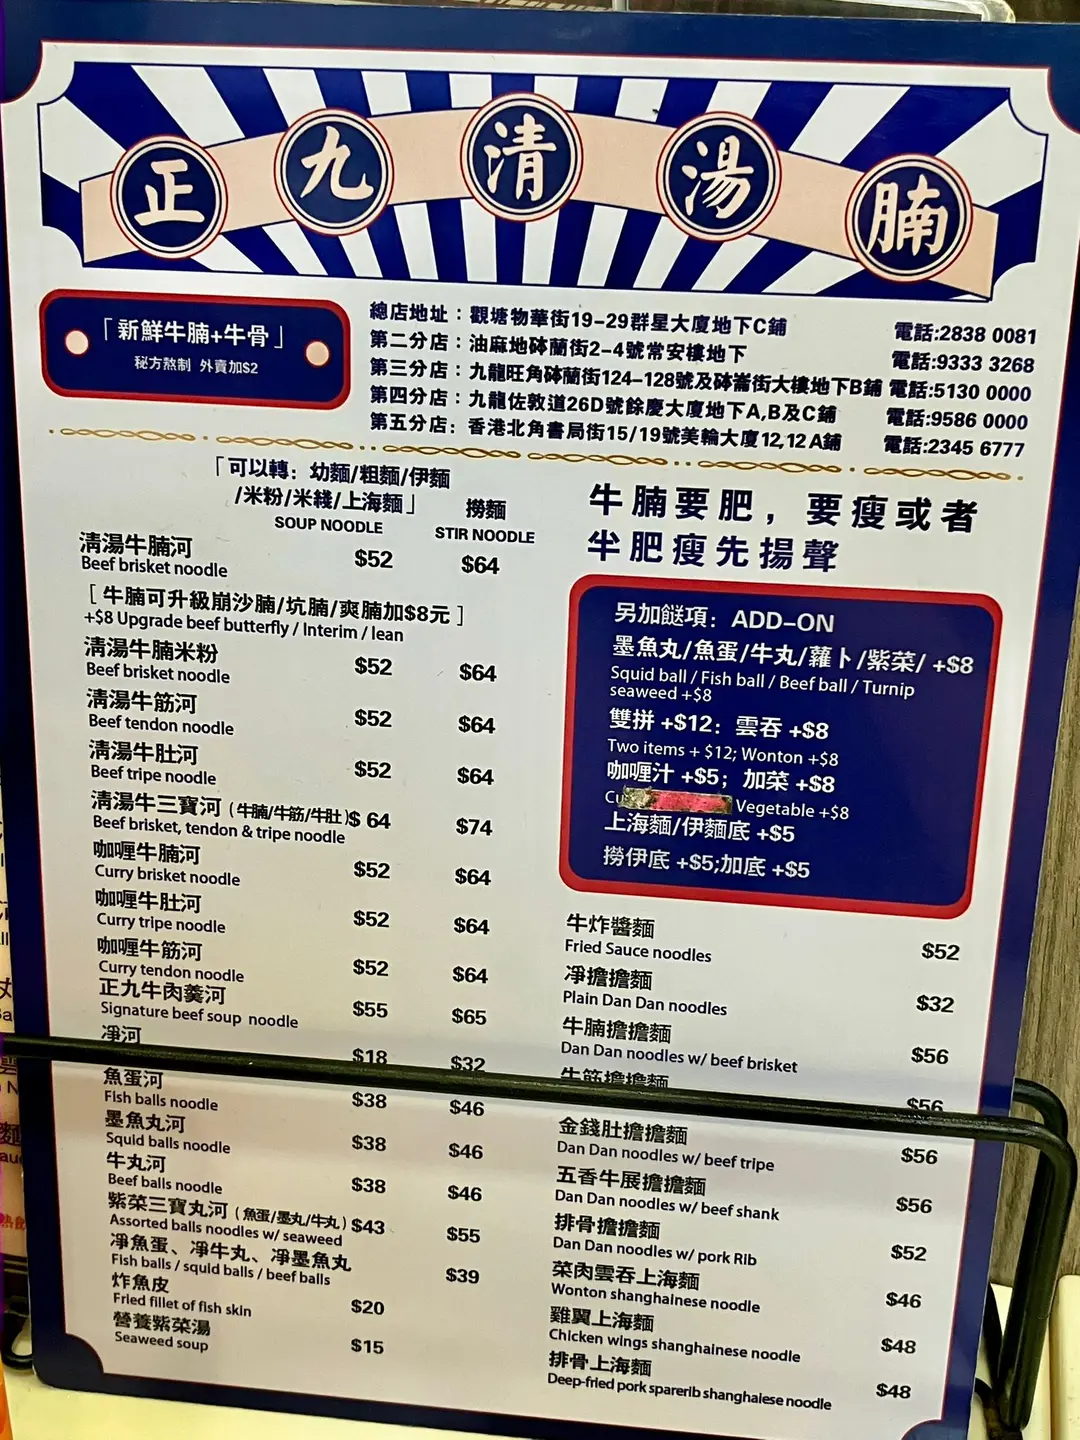 正九清湯腩
「新鮮牛腩+牛骨」
秘方熬制 外賣加$2
總店地址：觀塘物華街19-29群星大廈地下C鋪 電話:2838 0081
第二分店：油麻地砵蘭街2-4號常安樓地下 電話:9333 3268
第三分店：九龍旺角砵蘭街124-128號及砵崙街大樓地下B鋪 電話:5130 0000
第四分店：九龍佐敦道26D號餘慶大廈地下A,B及C鋪 電話:9586 0000
第五分店：香港北角書局街15/19號美輪大廈12,12A鋪 電話:2345 6777
「可以轉：幼麵/粗麵/伊麵
/米粉/米綫/上海麵」 撈麵
SOUP NOODLE STIR NOODLE
清湯牛腩河 $52 $64
Beef brisket noodle
[ 牛腩可升級崩沙腩/坑腩/爽腩加$8元 ]
+$8 Upgrade beef butterfly / Interim / lean
清湯牛腩米粉 $52 $64
Beef brisket noodle
清湯牛筋河 $52 $64
Beef tendon noodle
清湯牛肚河 $52 $64
Beef tripe noodle
清湯牛三寶河 (牛腩/牛筋/牛肚) $ 64 $74
Beef brisket, tendon & tripe noodle
咖喱牛腩河 $52 $64
Curry brisket noodle
咖喱牛肚河 $52 $64
Curry tripe noodle
咖喱牛筋河 $52 $64
Curry tendon noodle
正九牛肉羹河 $55 $65
Signature beef soup noodle
淨河 $18 $32
魚蛋河 $38 $46
Fish balls noodle
墨魚丸河 $38 $46
Squid balls noodle
牛丸河 $38 $46
Beef balls noodle
紫菜三寶丸河 (魚蛋/墨丸/牛丸) $43 $55
Assorted balls noodles w/ seaweed
凈魚蛋、凈牛丸、凈墨魚丸 $39
Fish balls / squid balls / beef balls
炸魚皮 $20
Fried fillet of fish skin
營養紫菜湯 $15
Seaweed soup
牛腩要肥，要瘦或者
半肥瘦先揚聲
另加餸項：ADD-ON
墨魚丸/魚蛋/牛丸/蘿卜/紫菜/ +$8
Squid ball / Fish ball / Beef ball / Turnip
seaweed +$8
雙拼 +$12：雲吞 +$8
Two items + $12; Wonton +$8
咖喱汁 +$5；加菜 +$8
Vegetable +$8
上海麵/伊麵底 +$5
撈伊底 +$5;加底 +$5
牛炸醬麵 $52
Fried Sauce noodles
凈擔擔麵 $32
Plain Dan Dan noodles
牛腩擔擔麵 $56
Dan Dan noodles w/ beef brisket
牛筋擔擔麵 $56
金錢肚擔擔麵 $56
Dan Dan noodles w/ beef tripe
五香牛展擔擔麵 $56
Dan Dan noodles w/ beef shank
排骨擔擔麵 $52
Dan Dan noodles w/ pork Rib
菜肉雲吞上海麵 $46
Wonton shanghainese noodle
雞翼上海麵 $48
Chicken wings shanghainese noodle
排骨上海麵 $48
Deep-fried pork sparerib shanghaiese noodle